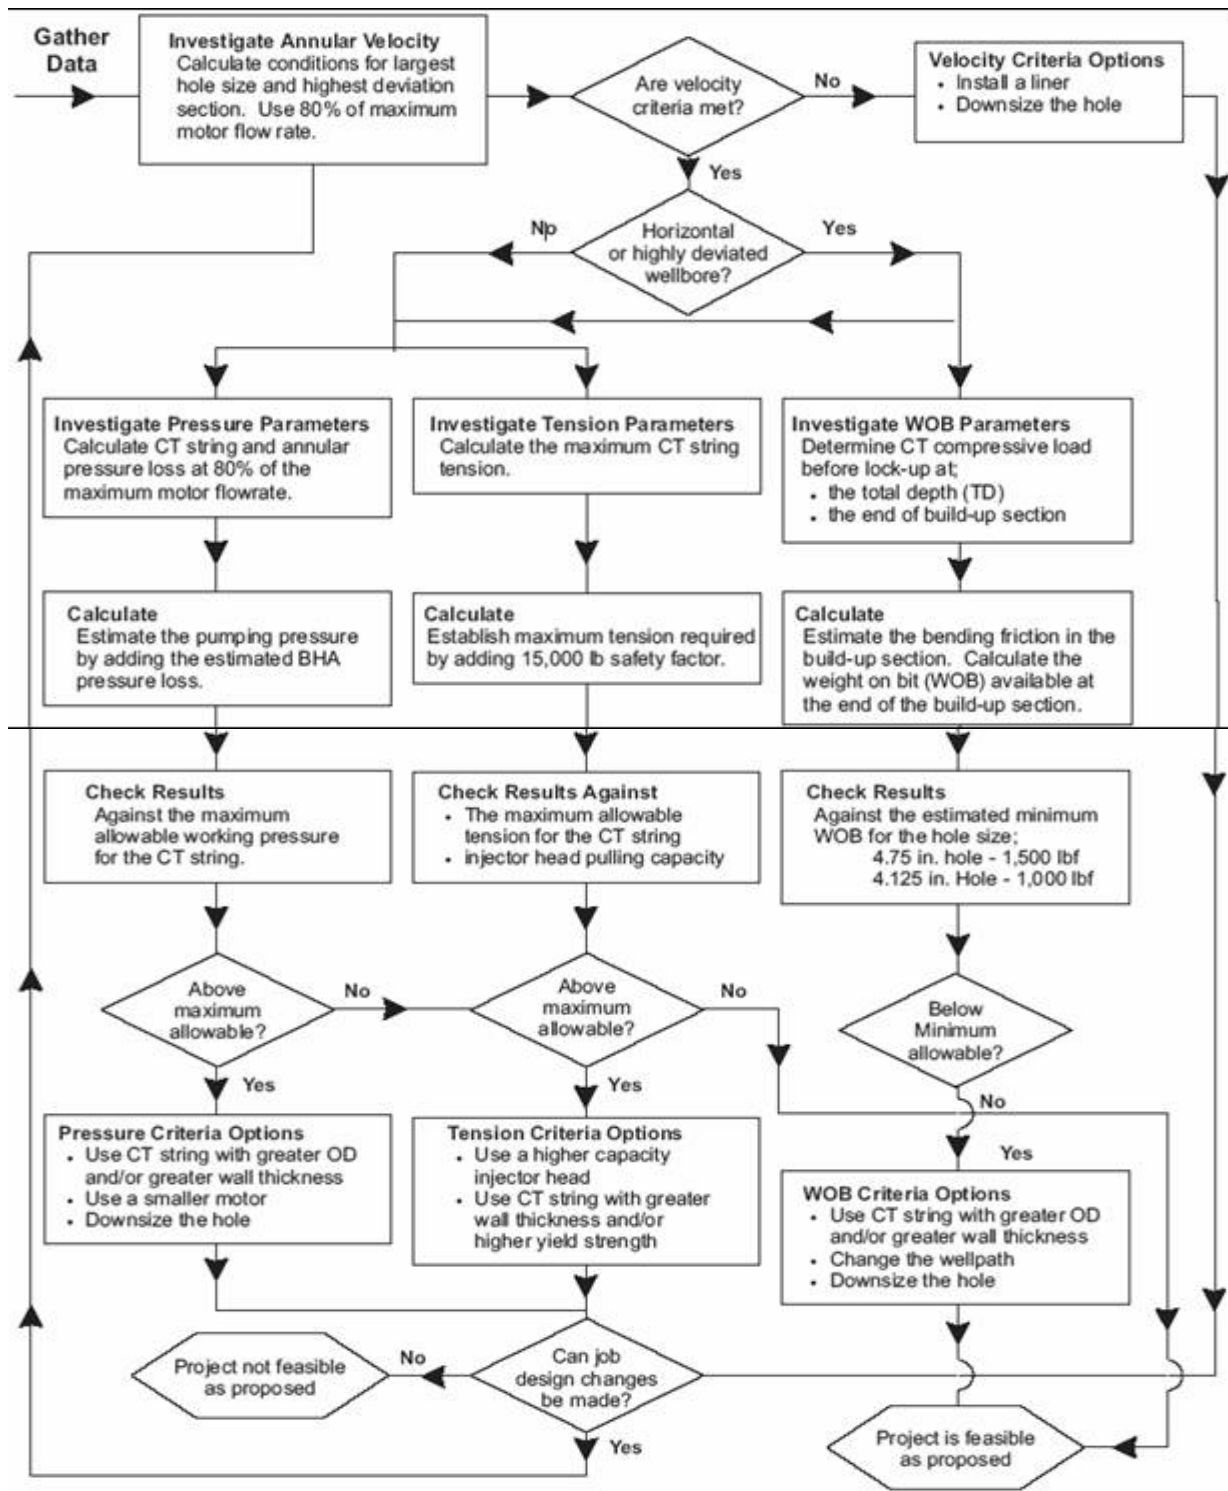 Gather
Data
Investigate Annular Velocity
Calculate conditions for largest
hole size and highest deviation
section. Use 80% of maximum
motor flow rate.
Are velocity
criteria met?
No
Velocity Criteria Options
• Install a liner
• Downsize the hole
Yes
No
Horizontal
or highly deviated
wellbore?
Yes
Investigate Pressure Parameters
Calculate CT string and annular
pressure loss at 80% of the
maximum motor flowrate.
Investigate Tension Parameters
Calculate the maximum CT string
tension.
Investigate WOB Parameters
Determine CT compressive load
before lock-up at;
• the total depth (TD)
• the end of build-up section
Calculate
Estimate the pumping pressure
by adding the estimated BHA
pressure loss.
Calculate
Establish maximum tension required
by adding 15,000 lb safety factor.
Calculate
Estimate the bending friction in the
build-up section. Calculate the
weight on bit (WOB) available at
the end of the build-up section.
Check Results
Against the maximum
allowable working pressure
for the CT string.
Check Results Against
• The maximum allowable
tension for the CT string
• injector head pulling capacity
Check Results
Against the estimated minimum
WOB for the hole size;
4.75 in. hole - 1,500 lbf
4.125 in. Hole - 1,000 lbf
Above
maximum
allowable?
No
Above
maximum
allowable?
No
Below
Minimum
allowable?
Yes
Yes
No
Yes
Pressure Criteria Options
• Use CT string with greater OD
and/or greater wall thickness
• Use a smaller motor
• Downsize the hole
Tension Criteria Options
• Use a higher capacity
injector head
• Use CT string with greater
wall thickness and/or
higher yield strength
WOB Criteria Options
• Use CT string with greater OD
and/or greater wall thickness
• Change the wellpath
• Downsize the hole
Project not feasible
as proposed
No
Can job
design changes
be made?
Yes
Project is feasible
as proposed